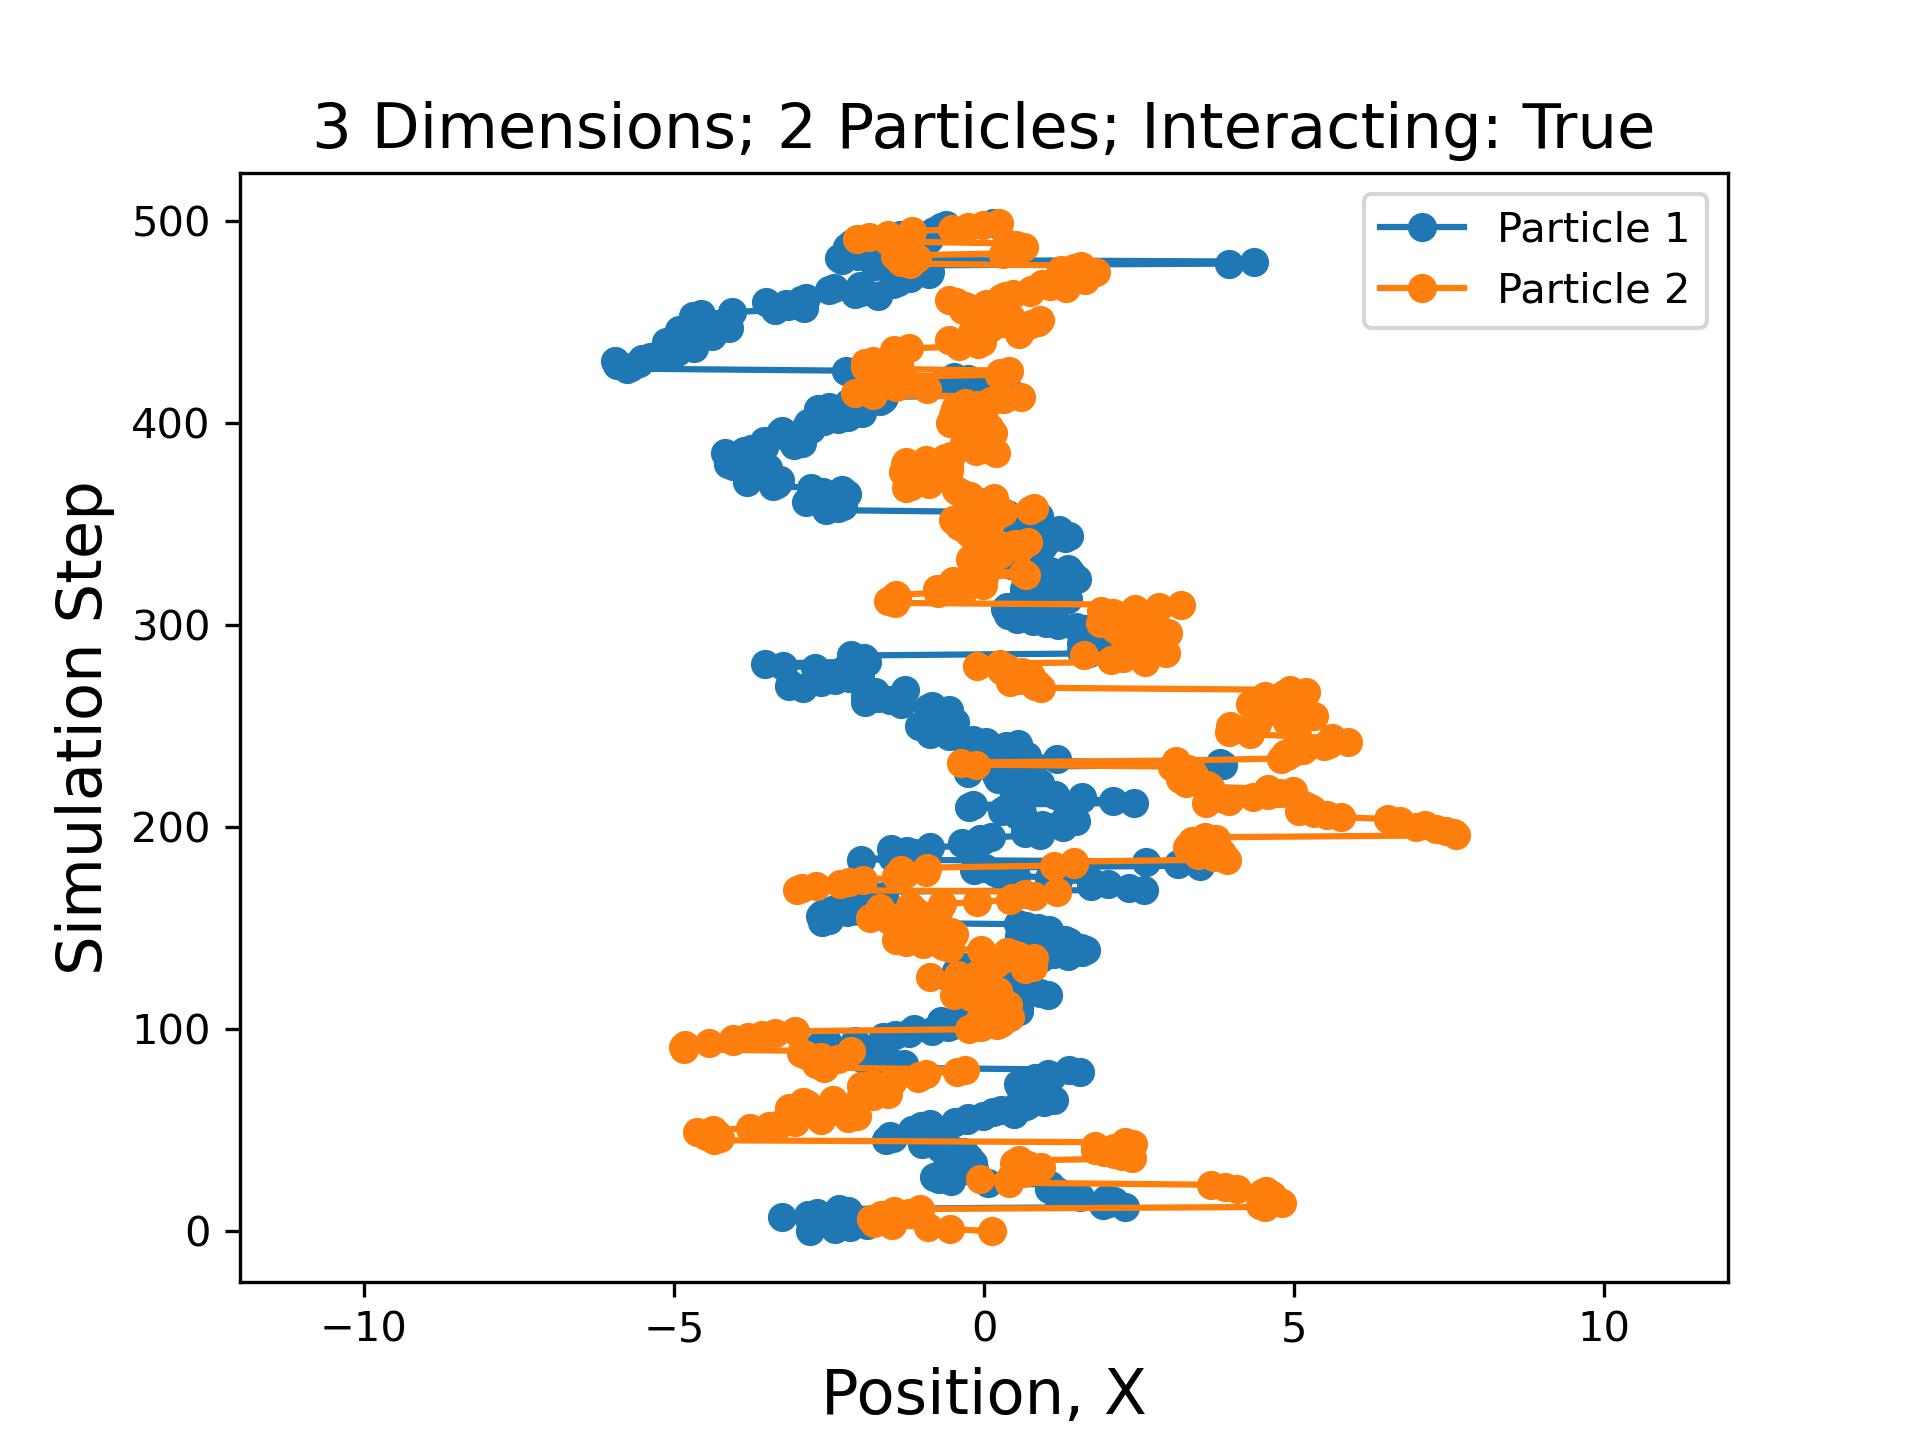 3 Dimensions; 2 Particles; Interacting: True
Particle 1
Particle 2
500
400
300
200
100
0
Simulation Step
−10
−5
0
5
10
Position, X